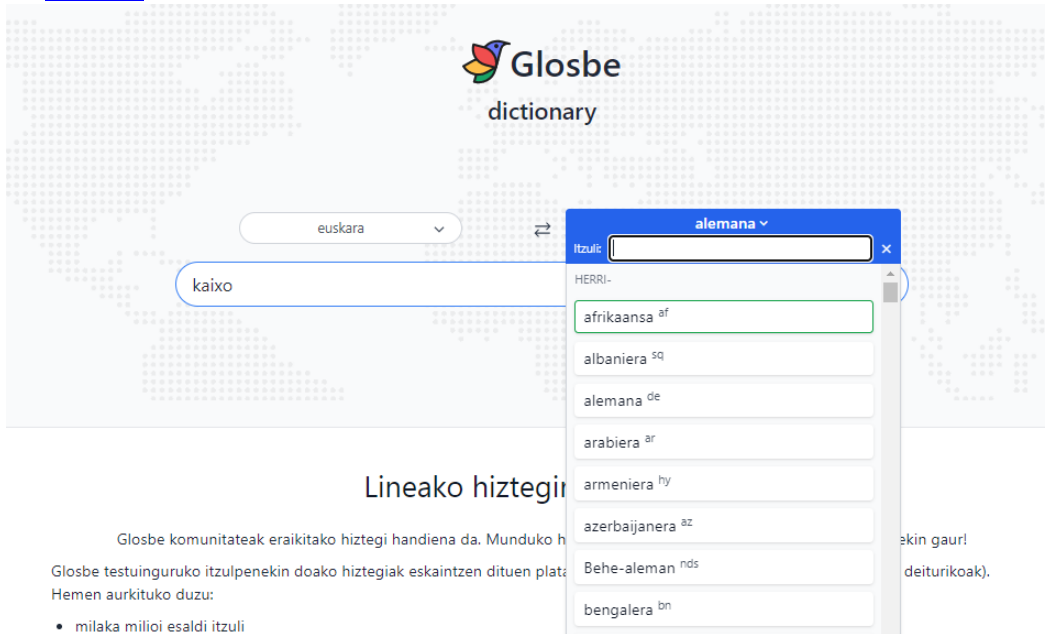 Glosbe
dictionary
euskara
alemana
Itzuli:
kaixo
HERRI-
afrikaansa af
albaniera sq
alemana de
arabiera ar
armeniera hy
azerbaijanera az
Behe-aleman nds
bengalera bn
Lineako hiztegi
Glosbe komunitateak eraikitako hiztegi handiena da. Munduko h
ekin gaur!
Glosbe testuinguruko itzulpenekin doako hiztegiak eskaintzen dituen plata
deiturikoak).
Hemen aurkituko duzu:
• milaka milioi esaldi itzuli